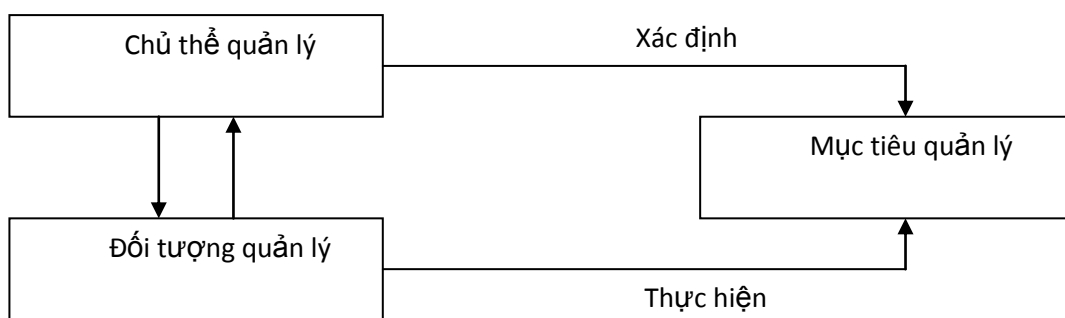 Chủ thể quản lý
Xác định
Mục tiêu quản lý
Đối tượng quản lý
Thực hiện